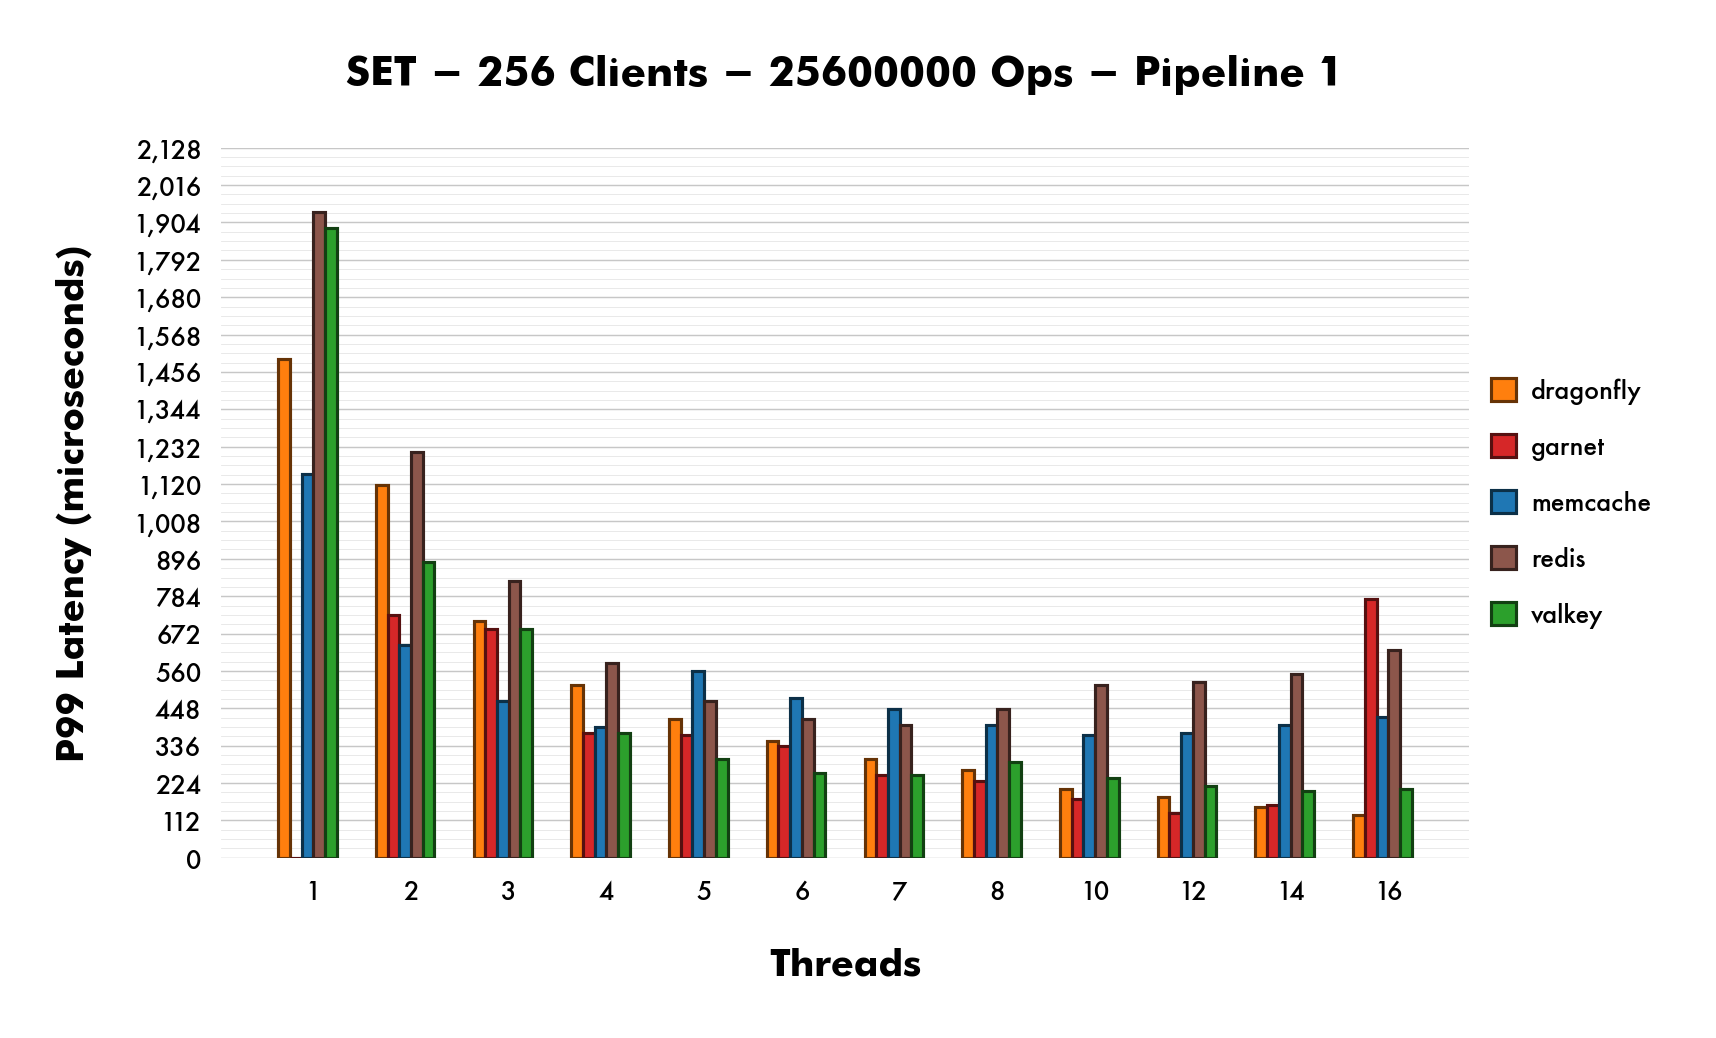 SET – 256 Clients – 25600000 Ops – Pipeline 1
P99 Latency (microseconds)
2,128
2,016
1,904
1,792
1,680
1,568
1,456
1,344
1,232
1,120
1,008
896
784
672
560
448
336
224
112
0
1 2 3 4 5 6 7 8 10 12 14 16
Threads
dragonfly
garnet
memcache
redis
valkey